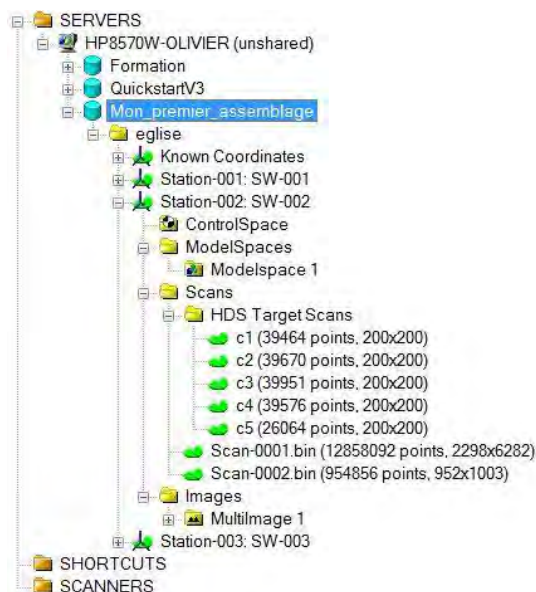 SERVERS
HP8570W-OLIVIER (unshared)
Formation
QuickstartV3
Mon_premier_assemblage
eglise
Known Coordinates
Station-001: SW-001
Station-002: SW-002
ControlSpace
ModelSpaces
Modelspace 1
Scans
HDS Target Scans
c1 (39464 points, 200x200)
c2 (39670 points, 200x200)
c3 (39951 points, 200x200)
c4 (39576 points, 200x200)
c5 (26064 points, 200x200)
Scan-0001.bin (12858092 points, 2298x6282)
Scan-0002.bin (954856 points, 952x1003)
Images
MultiImage 1
Station-003: SW-003
SHORTCUTS
SCANNERS